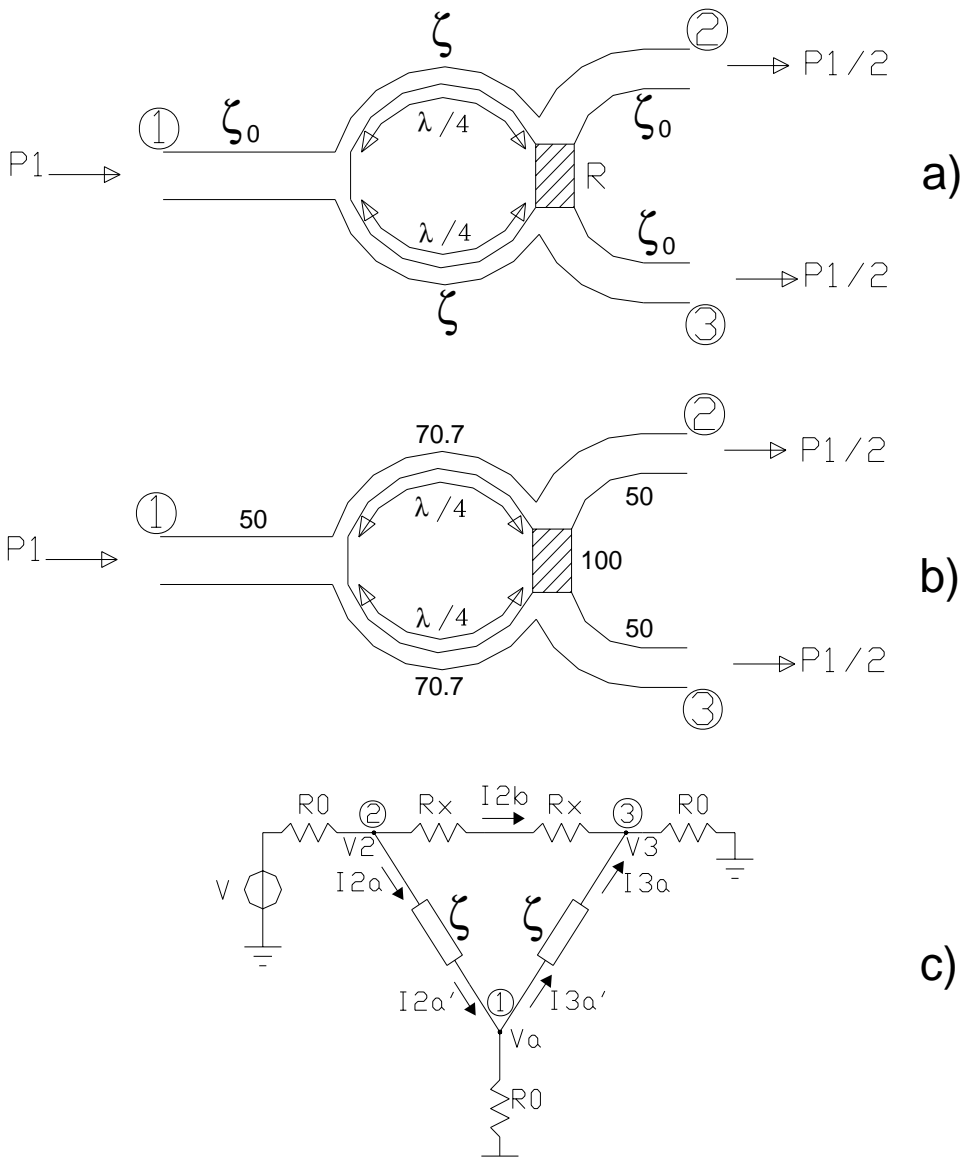 ζ
②
P1/2
① ζ₀
λ/4
ζ₀
P1
R
a)
λ/4
ζ₀
P1/2
ζ
③
70.7
②
P1/2
① 50
λ/4
50
P1
100
b)
λ/4
50
P1/2
70.7
③
I2b
R0 ② Rx Rx ③ R0
V2 V3
V I2a I3a
ζ ζ
c)
I2a' ① I3a'
Va
R0